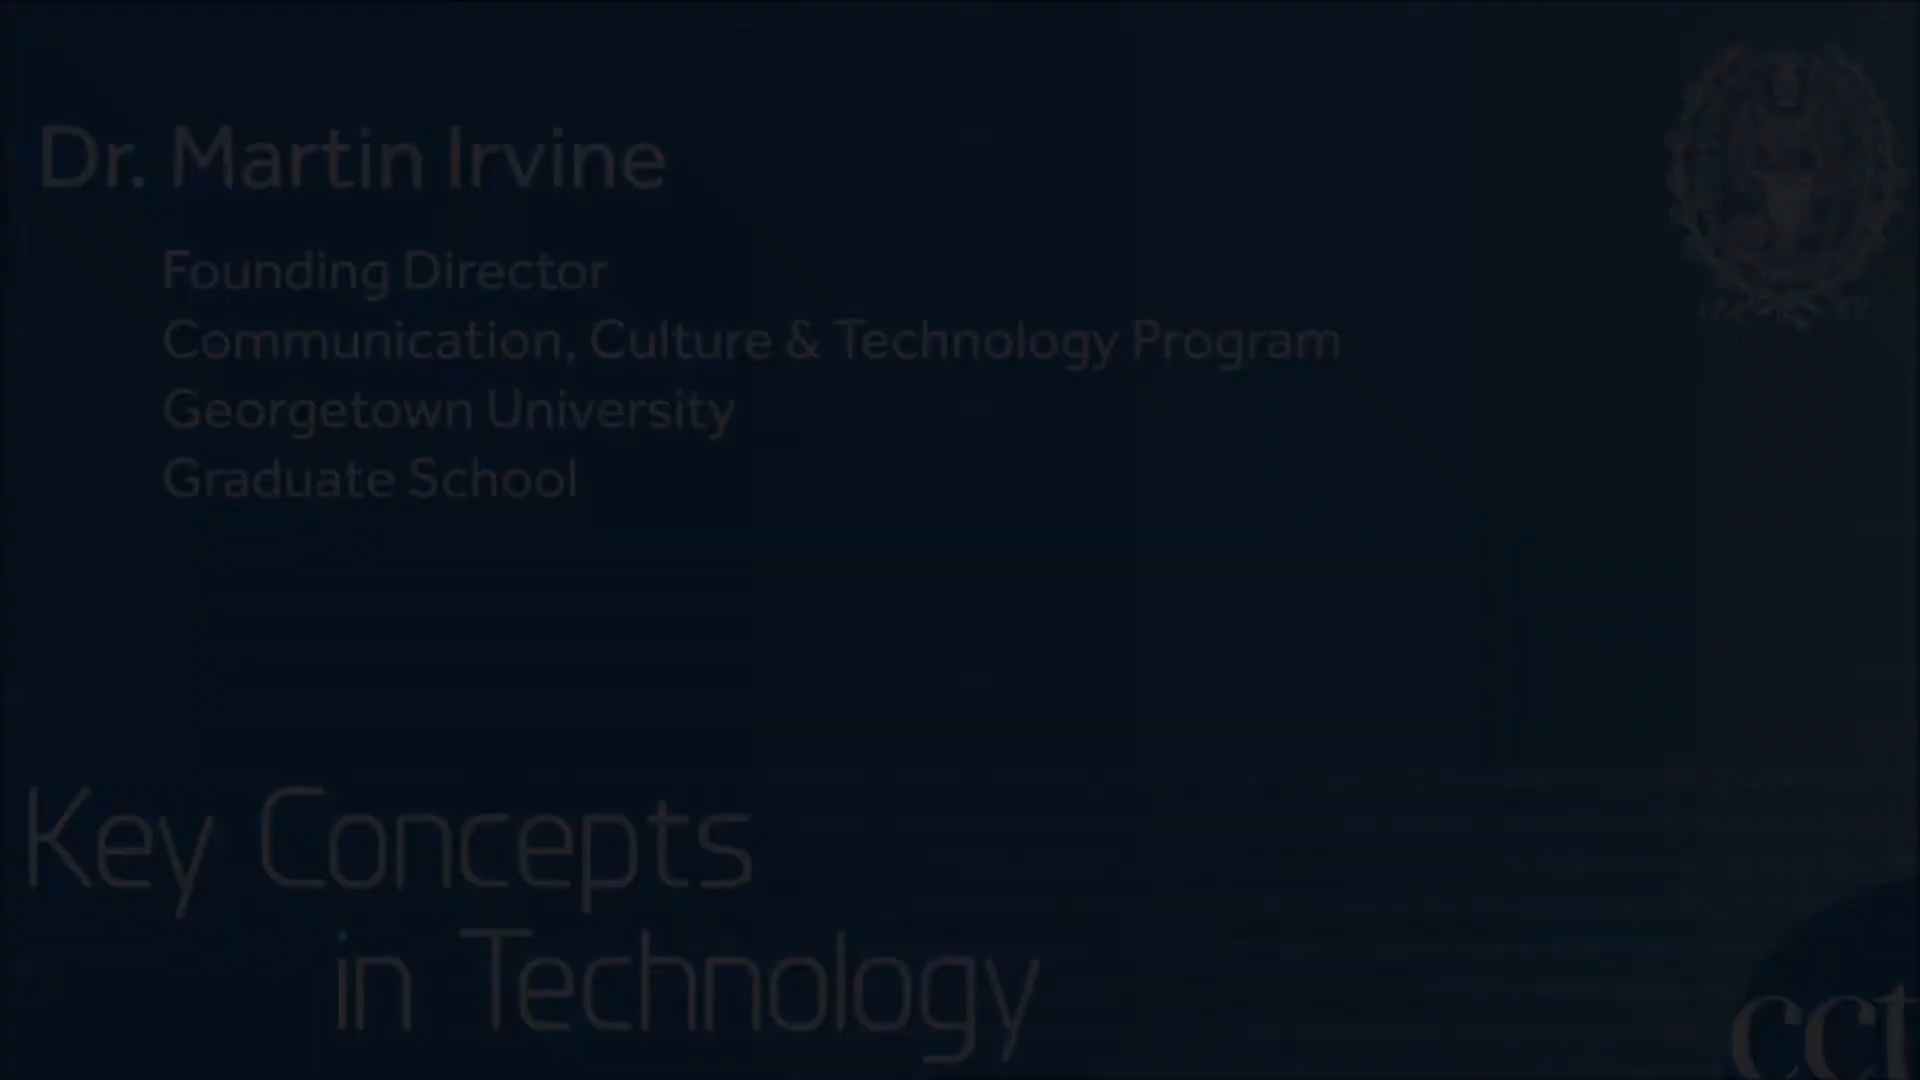 Dr. Martin Irvine
Founding Director
Communication, Culture & Technology Program
Georgetown University
Graduate School
Key Concepts
in Technology
cct